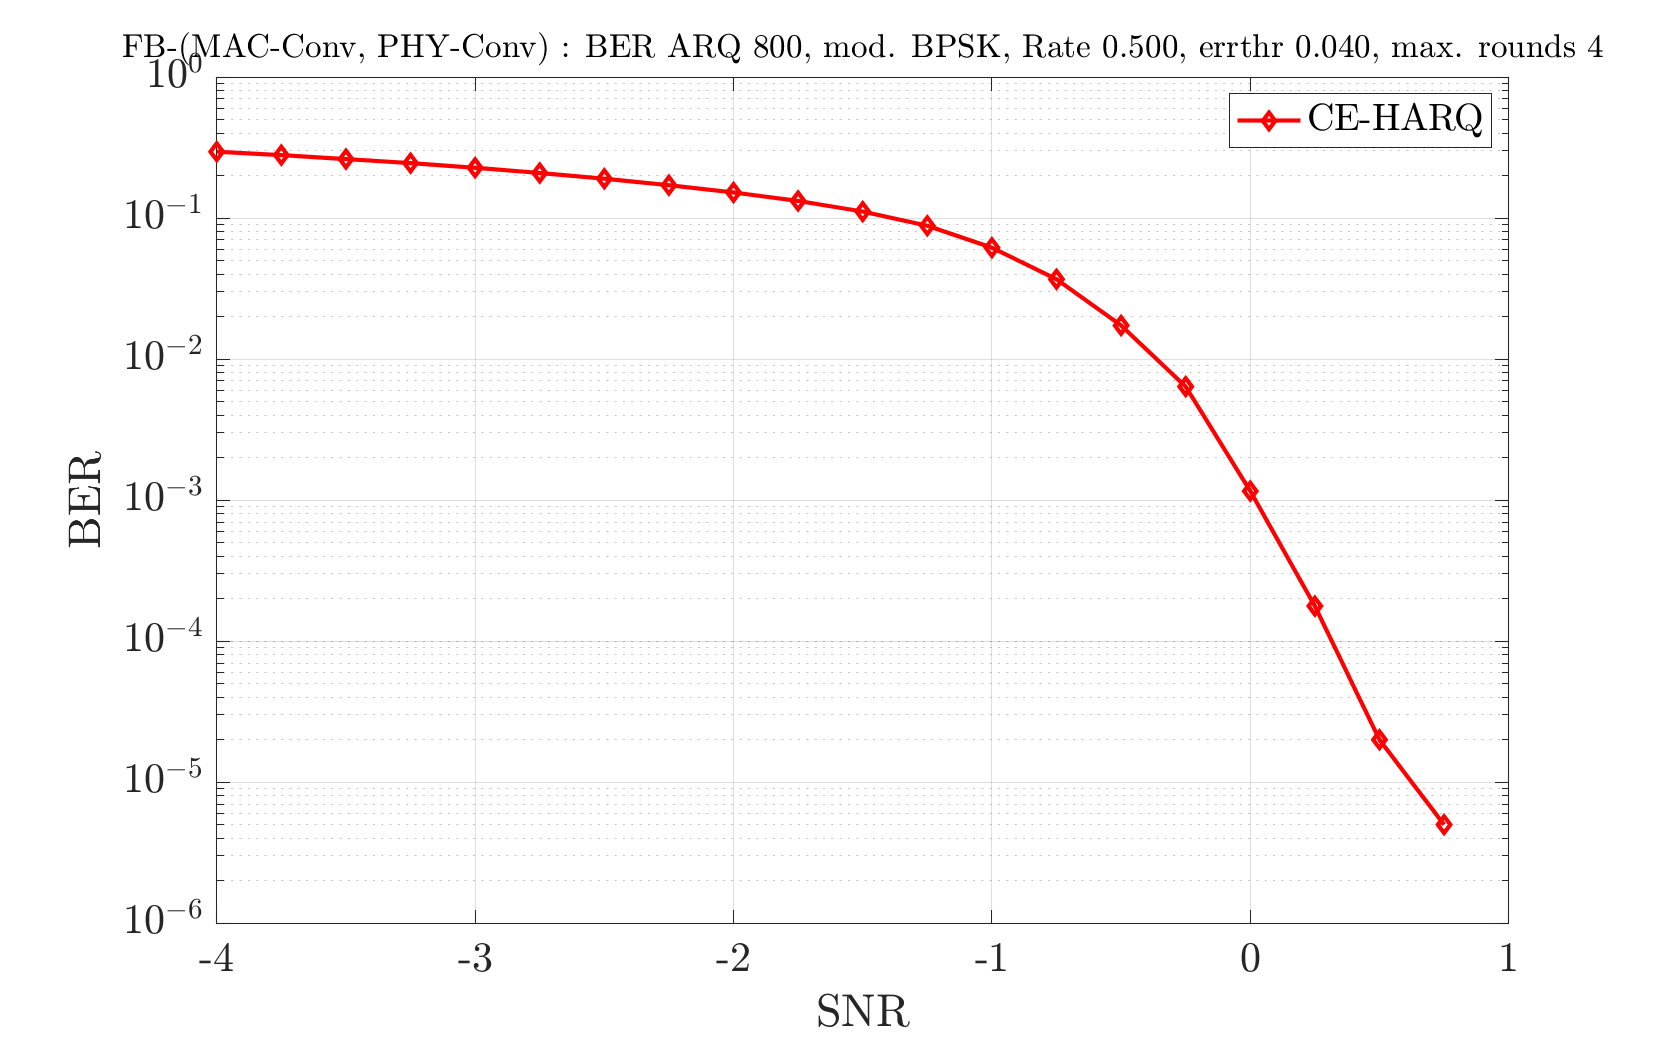 FB-(MAC-Conv, PHY-Conv) : BER ARQ 800, mod. BPSK, Rate 0.500, errthr 0.040, max. rounds 4
CE-HARQ
10^0
10^{-1}
10^{-2}
10^{-3}
10^{-4}
10^{-5}
10^{-6}
BER
-4 -3 -2 -1 0 1
SNR